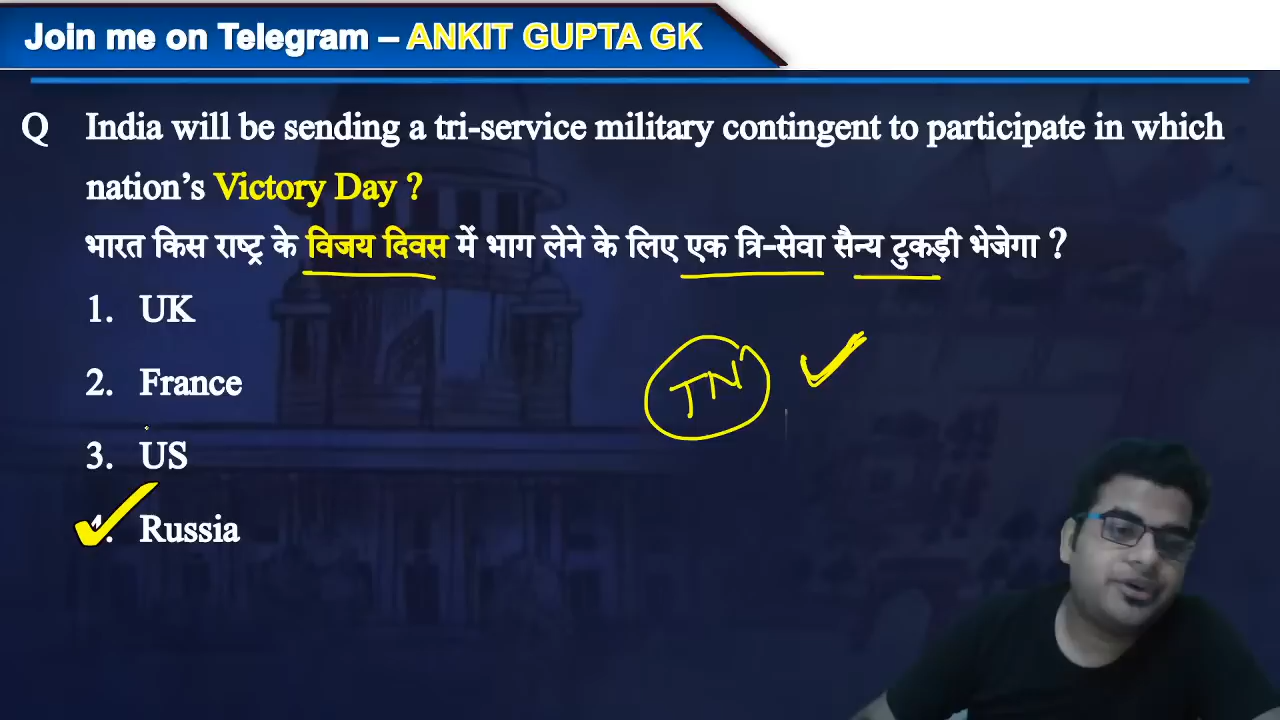 Join me on Telegram – ANKIT GUPTA GK
Q India will be sending a tri-service military contingent to participate in which
nation’s Victory Day ?
भारत किस राष्ट्र के विजय दिवस में भाग लेने के लिए एक त्रि-सेवा सैन्य टुकड़ी भेजेगा ?
1. UK
2. France
TN
3. US
4. Russia